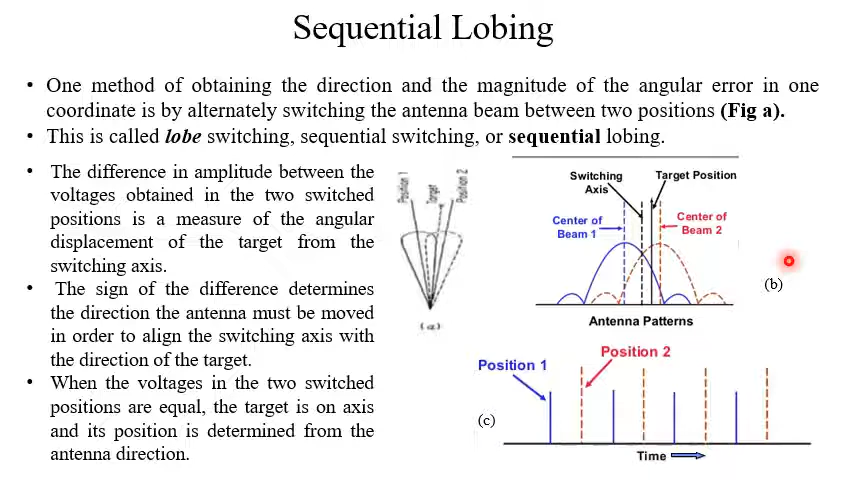 Sequential Lobing
• One method of obtaining the direction and the magnitude of the angular error in one
coordinate is by alternately switching the antenna beam between two positions (Fig a).
• This is called lobe switching, sequential switching, or sequential lobing.
• The difference in amplitude between the
voltages obtained in the two switched
positions is a measure of the angular
displacement of the target from the
switching axis.
• The sign of the difference determines
the direction the antenna must be moved
in order to align the switching axis with
the direction of the target.
• When the voltages in the two switched
positions are equal, the target is on axis
and its position is determined from the
antenna direction.
Position 1
Target
Position 2
(a)
Switching
Axis
Target Position
Center of
Beam 1
Center of
Beam 2
(b)
Antenna Patterns
Position 1
Position 2
(c)
Time